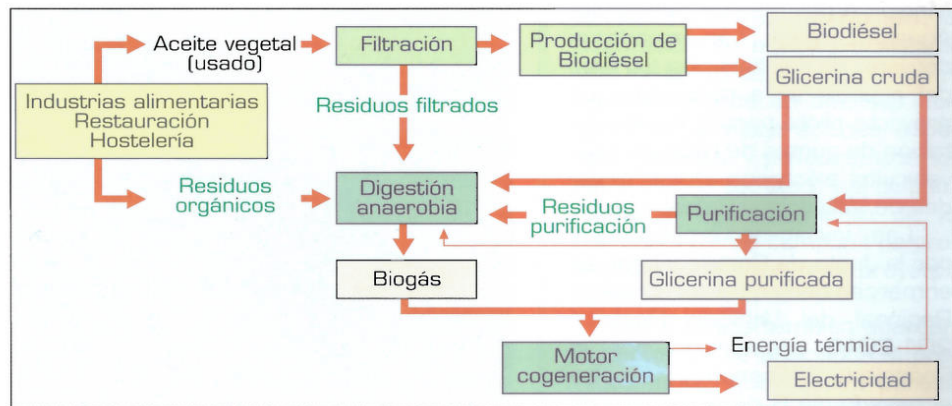 Aceite vegetal
(usado)
Filtración
Producción de
Biodiésel
Biodiésel
Glicerina cruda
Industrias alimentarias
Restauración
Hostelería
Residuos filtrados
Residuos
orgánicos
Digestión
anaerobia
Residuos
purificación
Purificación
Biogás
Glicerina purificada
Motor
cogeneración
Energía térmica
Electricidad